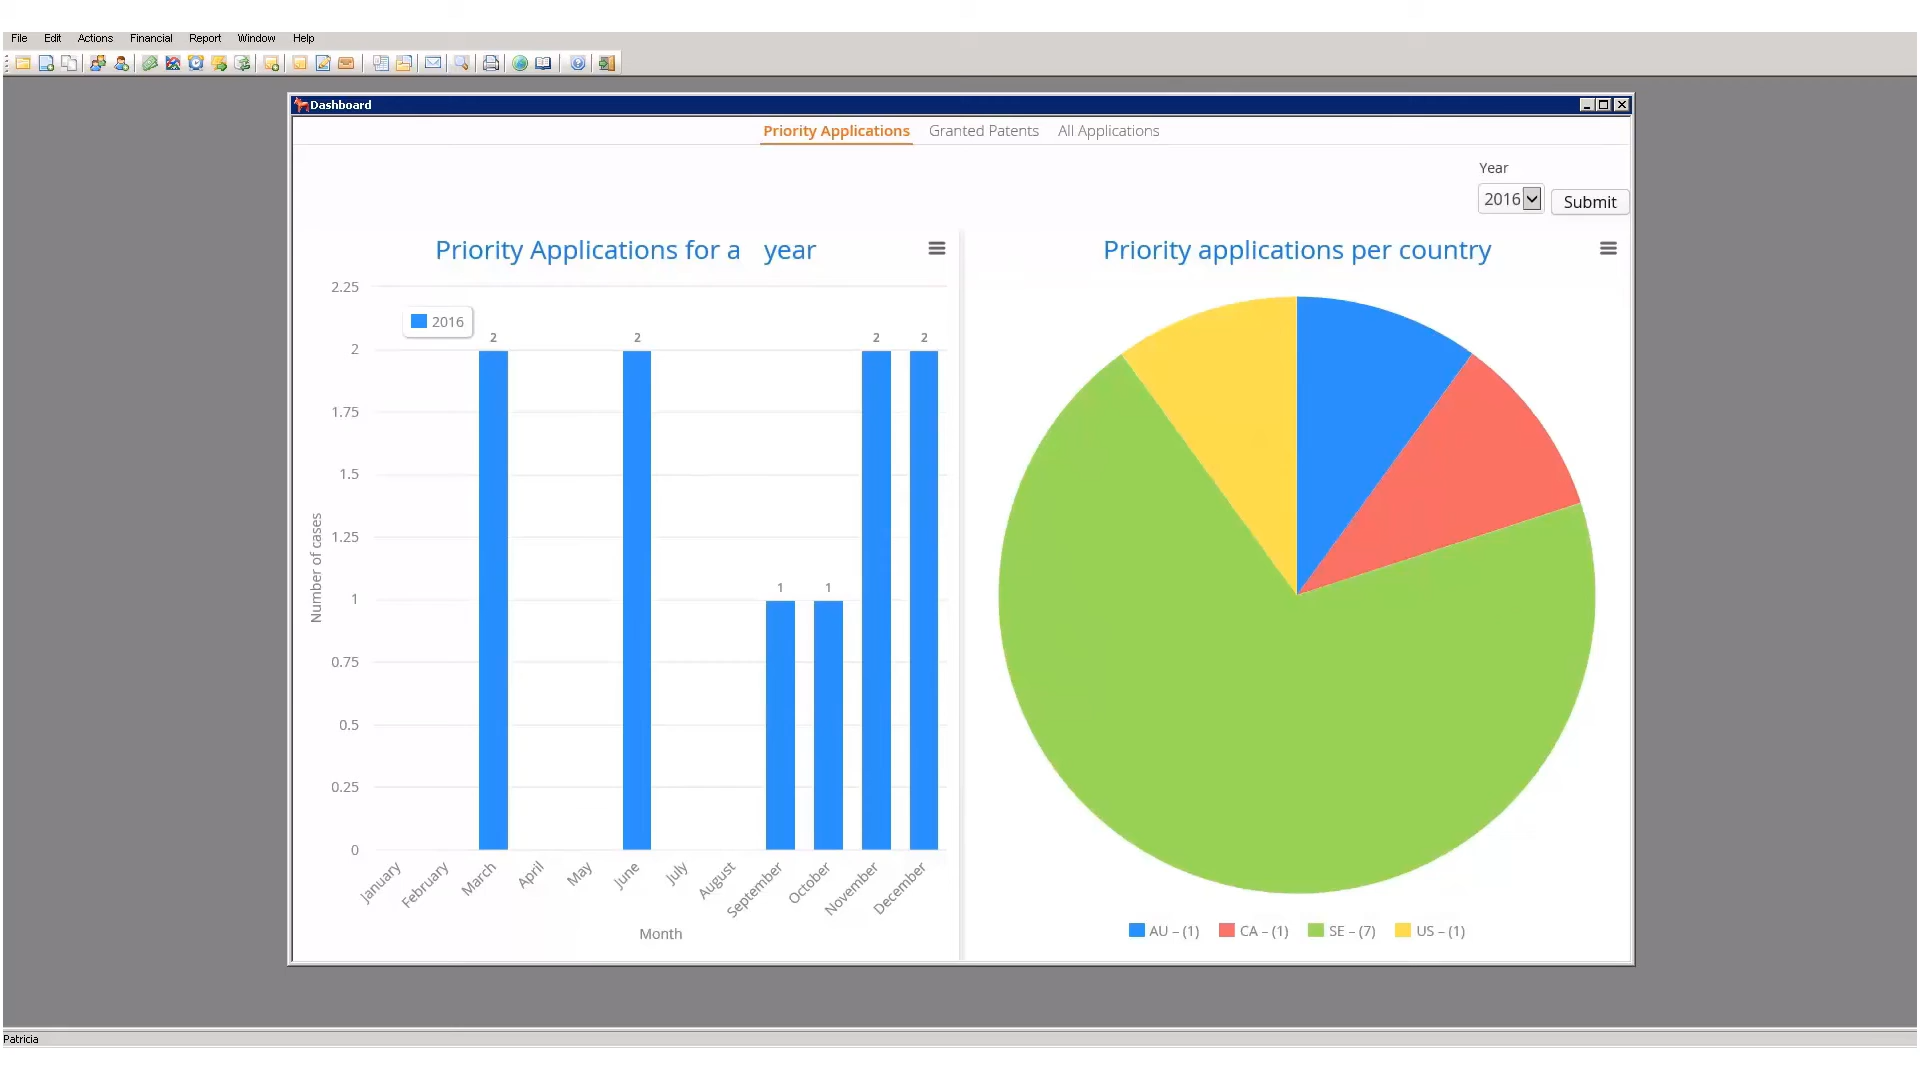 File Edit Actions Financial Report Window Help
Dashboard
Priority Applications Granted Patents All Applications
Year
2016 Submit
Priority Applications for a year
2.25
2
1.75
1.5
1.25
1
0.75
0.5
0.25
0
Number of cases
2016
2
2
1
1
2
2
January
February
March
April
May
June
July
August
September
October
November
December
Month
Priority applications per country
AU – (1) CA – (1) SE – (7) US – (1)
Patricia